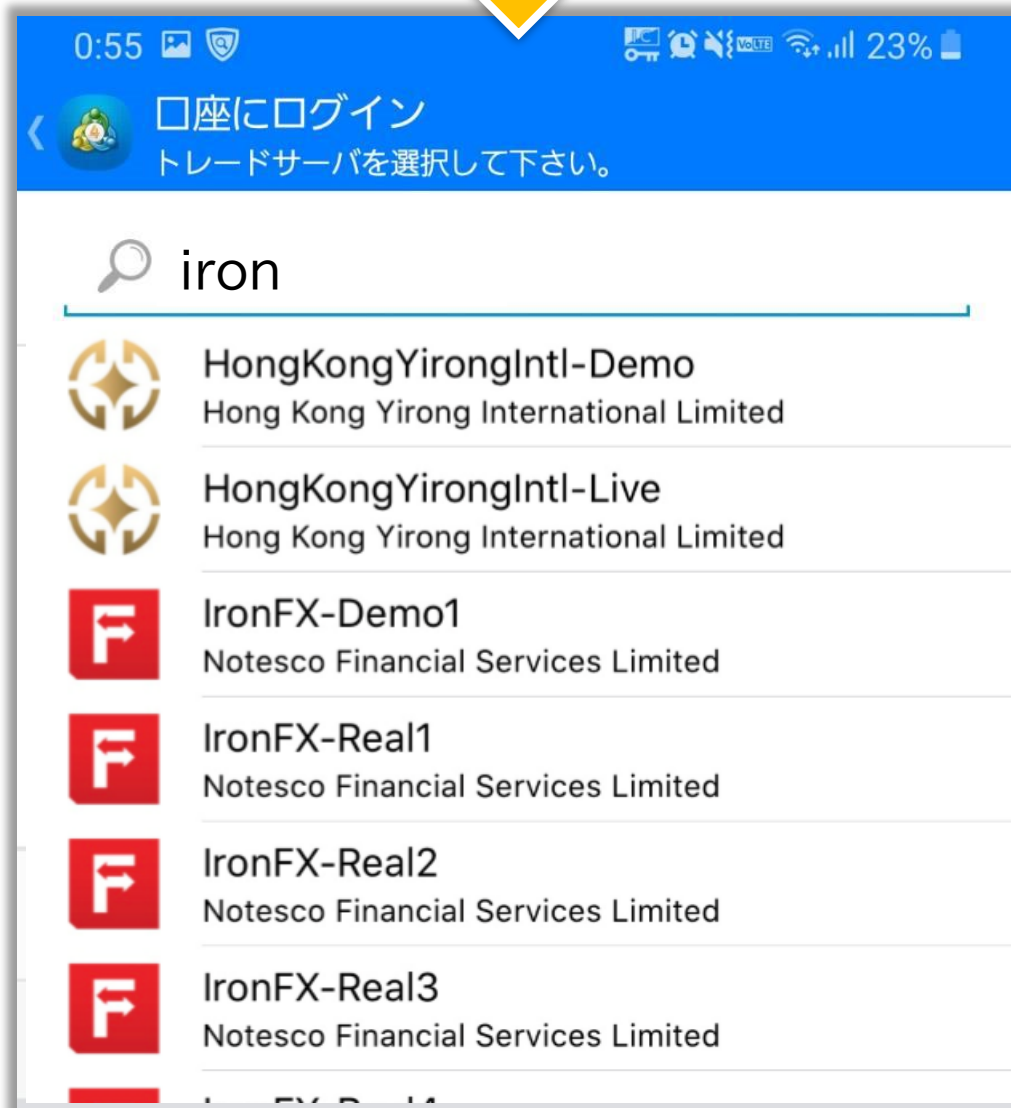 0:55 23%
口座にログイン
トレードサーバを選択して下さい。
iron
HongKongYirongIntl-Demo
Hong Kong Yirong International Limited
HongKongYirongIntl-Live
Hong Kong Yirong International Limited
IronFX-Demo1
Notesco Financial Services Limited
IronFX-Real1
Notesco Financial Services Limited
IronFX-Real2
Notesco Financial Services Limited
IronFX-Real3
Notesco Financial Services Limited